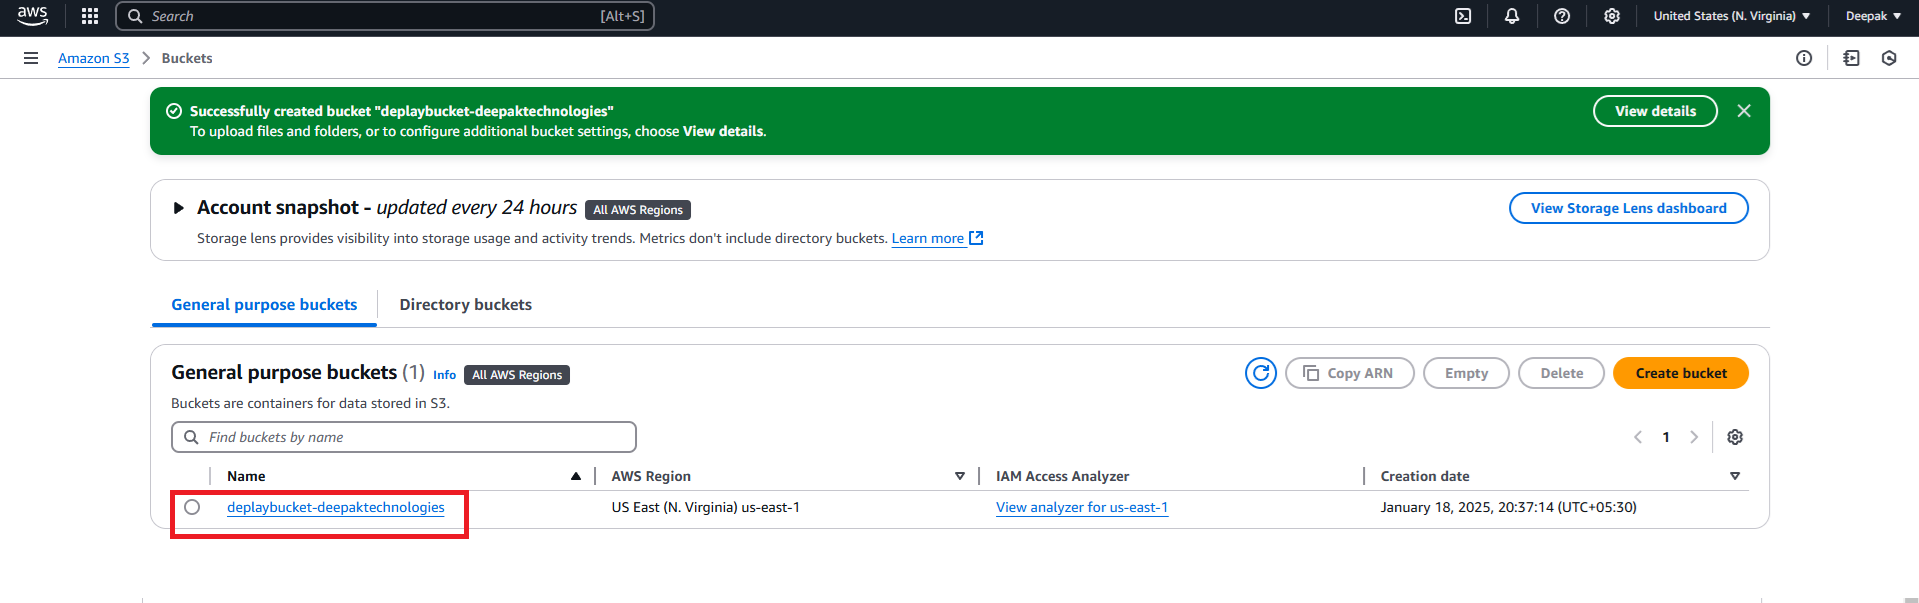 aws Search [Alt+S] United States (N. Virginia) Deepak
Amazon S3 Buckets
Successfully created bucket "deplaybucket-deepaktechnologies"
To upload files and folders, or to configure additional bucket settings, choose View details.
View details
Account snapshot - updated every 24 hours All AWS Regions
View Storage Lens dashboard
Storage lens provides visibility into storage usage and activity trends. Metrics don't include directory buckets. Learn more
General purpose buckets Directory buckets
General purpose buckets (1) Info All AWS Regions
Copy ARN Empty Delete Create bucket
Buckets are containers for data stored in S3.
Find buckets by name
1
Name AWS Region IAM Access Analyzer Creation date
deplaybucket-deepaktechnologies US East (N. Virginia) us-east-1 View analyzer for us-east-1 January 18, 2025, 20:37:14 (UTC+05:30)